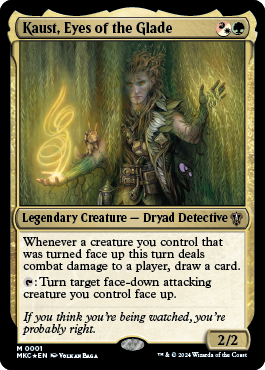 Kaust, Eyes of the Glade
Legendary Creature — Dryad Detective
Whenever a creature you control
that was turned face up this turn deals
combat damage to a player, draw a card.
: Turn target face-down attacking
creature you control face up.
If you think you're being watched, you're
probably right.
2/2
M 0001
MKC★EN Volkan Baga
™ & © 2024 Wizards of the Coast